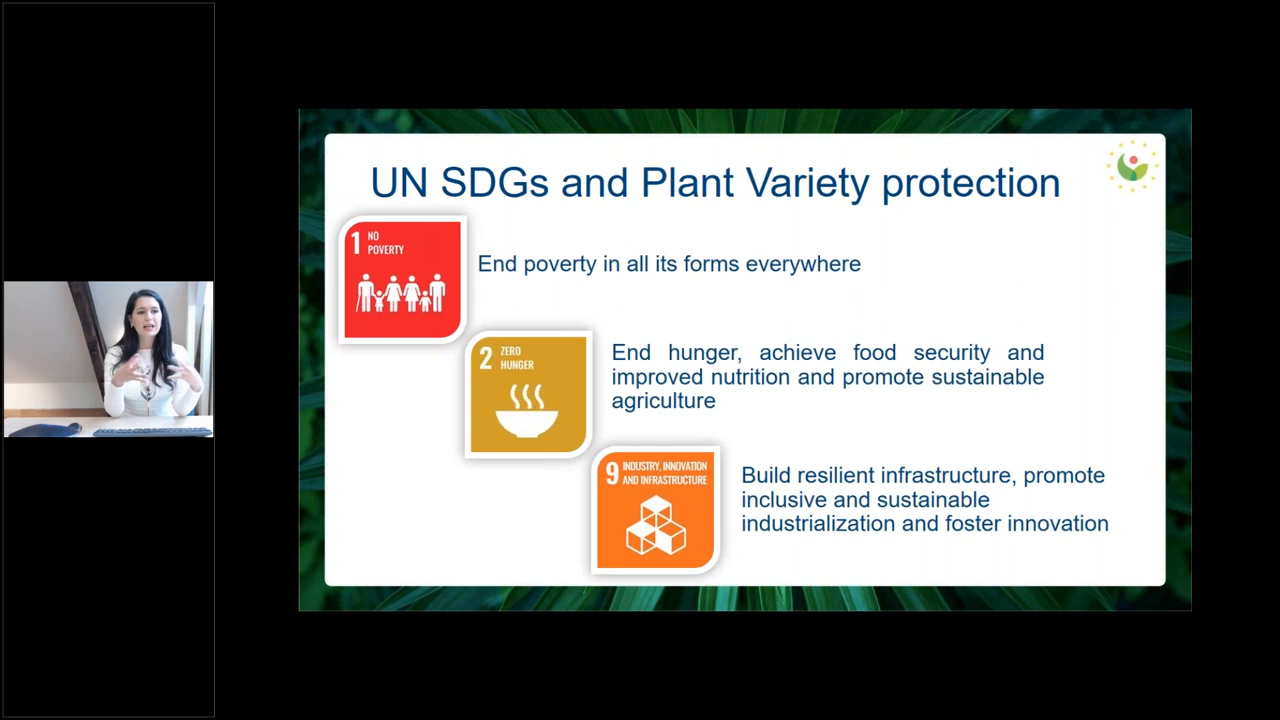 UN SDGs and Plant Variety protection
1 NO
POVERTY
End poverty in all its forms everywhere
2 ZERO
HUNGER
End hunger, achieve food security and
improved nutrition and promote sustainable
agriculture
9 INDUSTRY, INNOVATION
AND INFRASTRUCTURE
Build resilient infrastructure, promote
inclusive and sustainable
industrialization and foster innovation